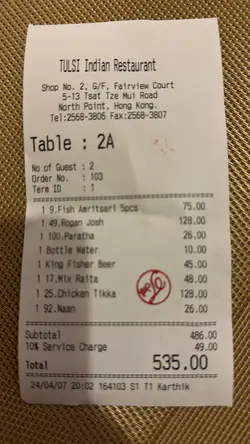 TULSI Indian Restaurant
Shop No. 2, G/F, Fairview Court
5-13 Tsat Tze Mui Road
North Point, Hong Kong.
Tel:2568-3806 Fax:2568-3807
Table : 2A
No of Guest : 2
Order No. : 103
Term ID : 1
1 9.Fish Amritsari 5pcs 75.00
1 49.Rogan Josh 128.00
1 100.Paratha 26.00
1 Bottle Water 10.00
1 King Fisher Beer 45.00
1 17.Mix Raita 48.00
1 25.Chicken Tikka 128.00
1 92.Naan 26.00
Subtotal 486.00
10% Service Charge 49.00
Total 535.00
24/04/07 20:02 164103 S1 T1 Karthik